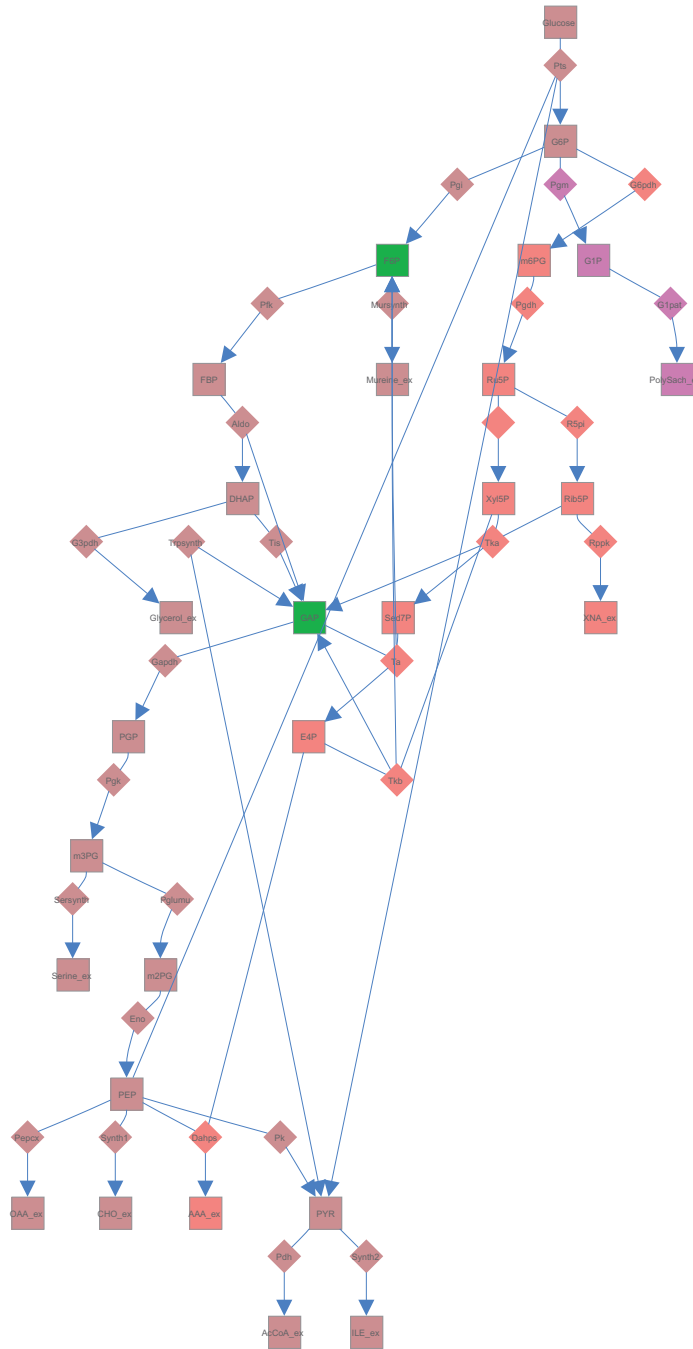 Glucose
Pts
G6P
Pgi
Pgm
G6pdh
F6P
m6PG
G1P
Pfk
Mursynth
Pgdh
G1pat
FBP
Mureine_ex
Ru5P
PolySach_ex
Aldo
R5pi
DHAP
Xyl5P
Rib5P
G3pdh
Trpsynth
Tis
Tka
Rppk
Glycerol_ex
GAP
Sed7P
XNA_ex
Gapdh
Ta
PGP
E4P
Pgk
Tkb
m3PG
Sersynth
Pglumu
Serine_ex
m2PG
Eno
PEP
Pepcx
Synth1
Dahps
Pk
OAA_ex
CHO_ex
AAA_ex
PYR
Pdh
Synth2
AcCoA_ex
ILE_ex